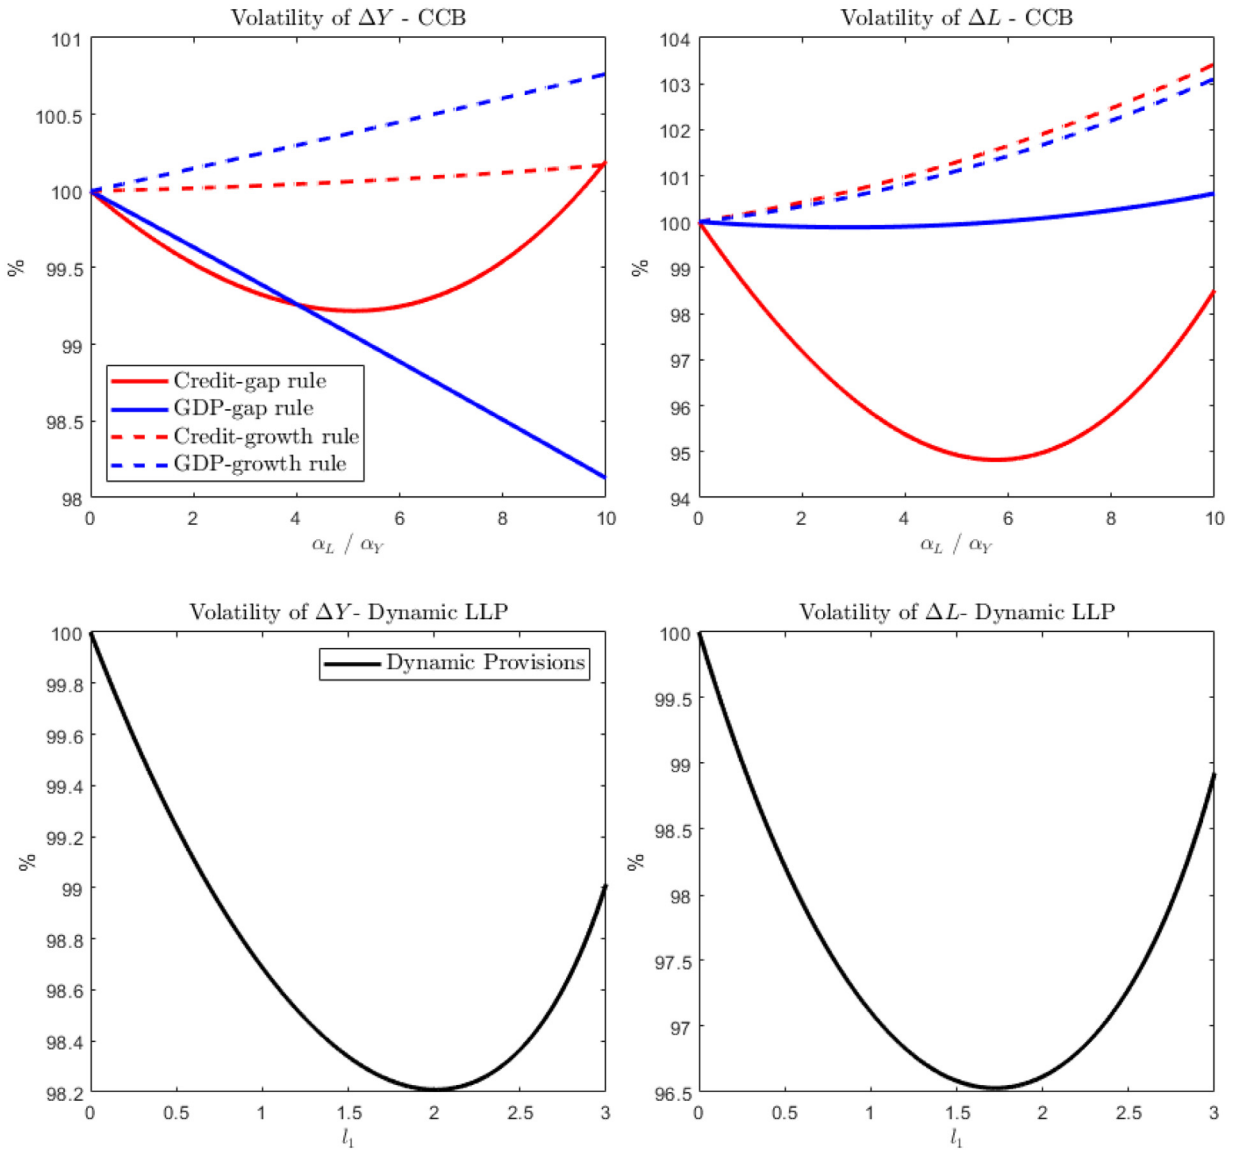 Volatility of ΔY - CCB
101
100.5
100
99.5
99
98.5
98
%
Credit-gap rule
GDP-gap rule
Credit-growth rule
GDP-growth rule
0 2 4 6 8 10
α_L / α_Y
Volatility of ΔL - CCB
104
103
102
101
100
99
98
97
96
95
94
%
0 2 4 6 8 10
α_L / α_Y
Volatility of ΔY- Dynamic LLP
100
99.8
99.6
99.4
99.2
99
98.8
98.6
98.4
98.2
%
Dynamic Provisions
0 0.5 1 1.5 2 2.5 3
l_1
Volatility of ΔL- Dynamic LLP
100
99.5
99
98.5
98
97.5
97
96.5
%
0 0.5 1 1.5 2 2.5 3
l_1